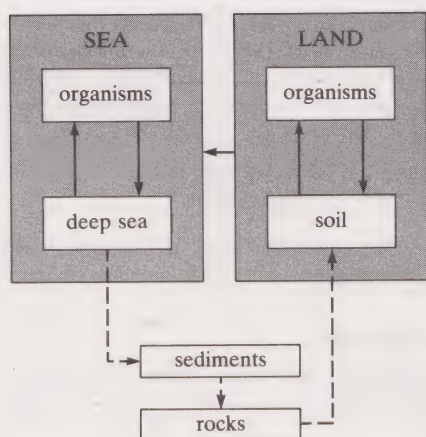 SEA
LAND
organisms
organisms
deep sea
soil
sediments
rocks